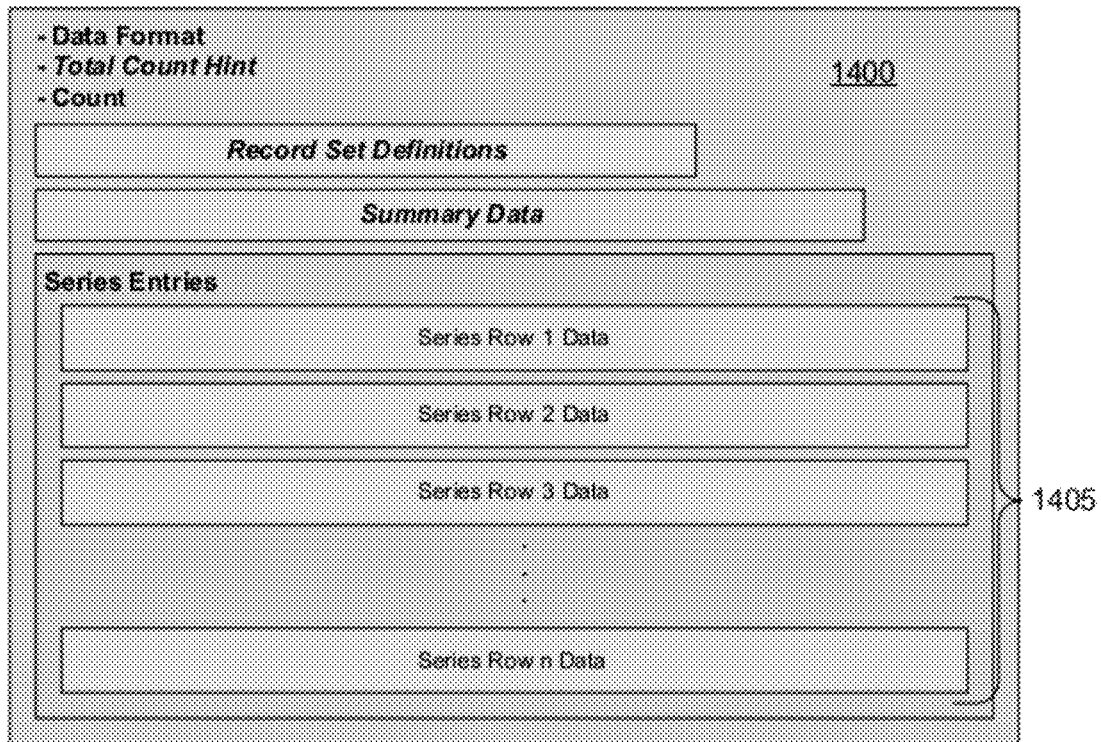 - Data Format
- Total Count Hint
1400
- Count
Record Set Definitions
Summary Data
Series Entries
Series Row 1 Data
Series Row 2 Data
Series Row 3 Data
.
.
.
1405
Series Row n Data